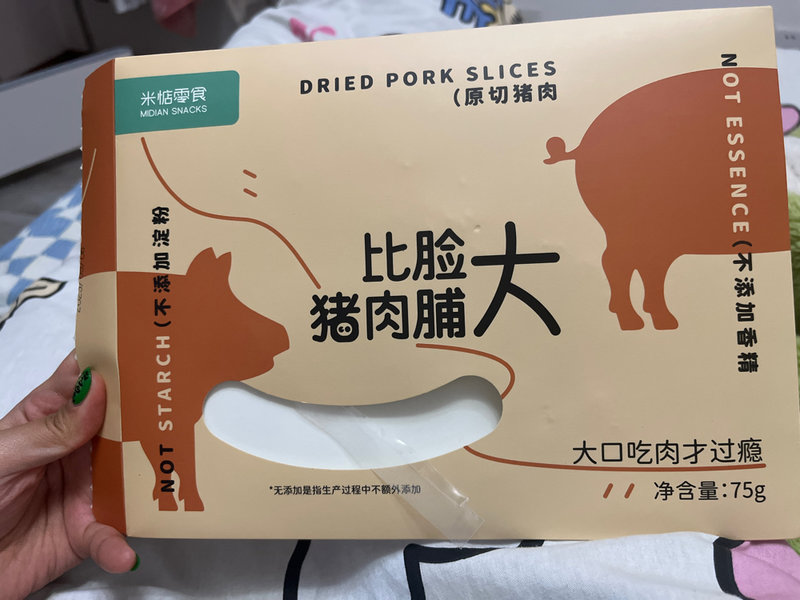 米惦零食
MIDIAN SNACKS
DRIED PORK SLICES
(原切猪肉
NOT ESSENCE(不添加香精
NOT STARCH(不添加淀粉
比脸大
猪肉脯
大口吃肉才过瘾
净含量:75g
*无添加是指生产过程中不额外添加